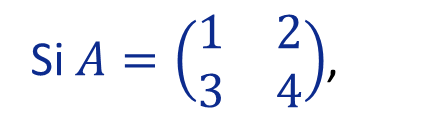 Si A = (1 2
3 4),